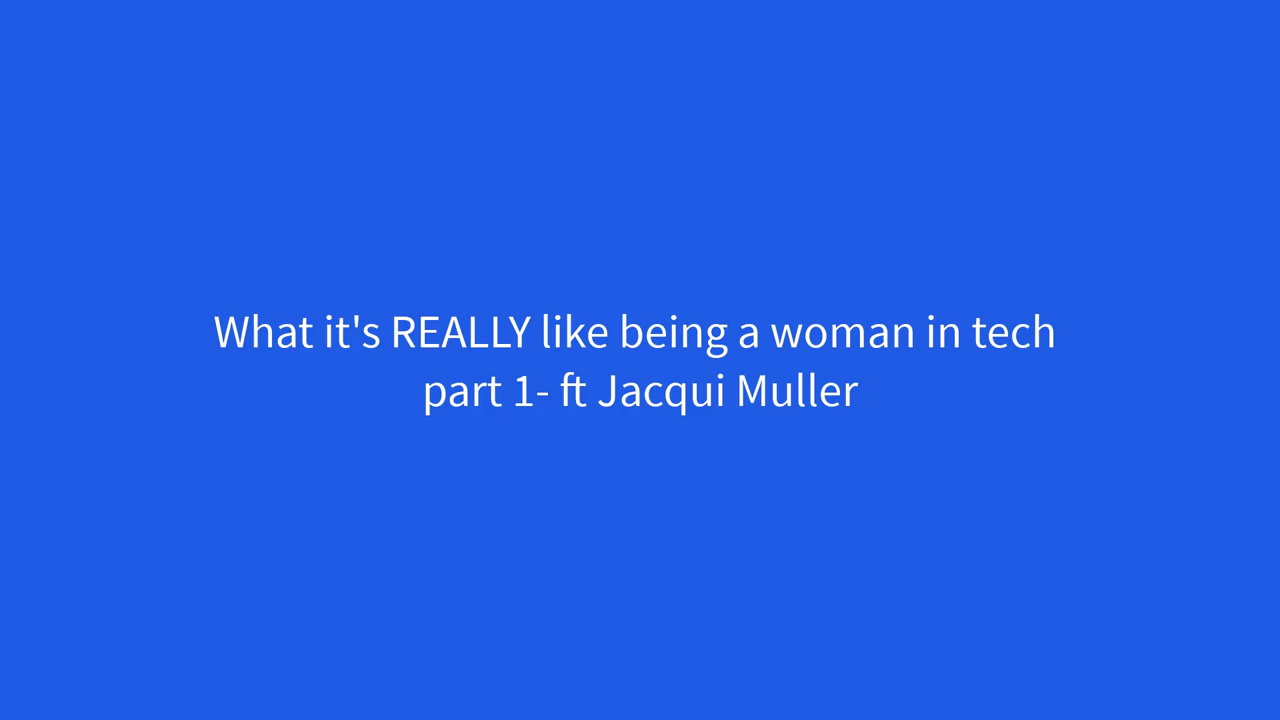 What it's REALLY like being a woman in tech
part 1- ft Jacqui Muller